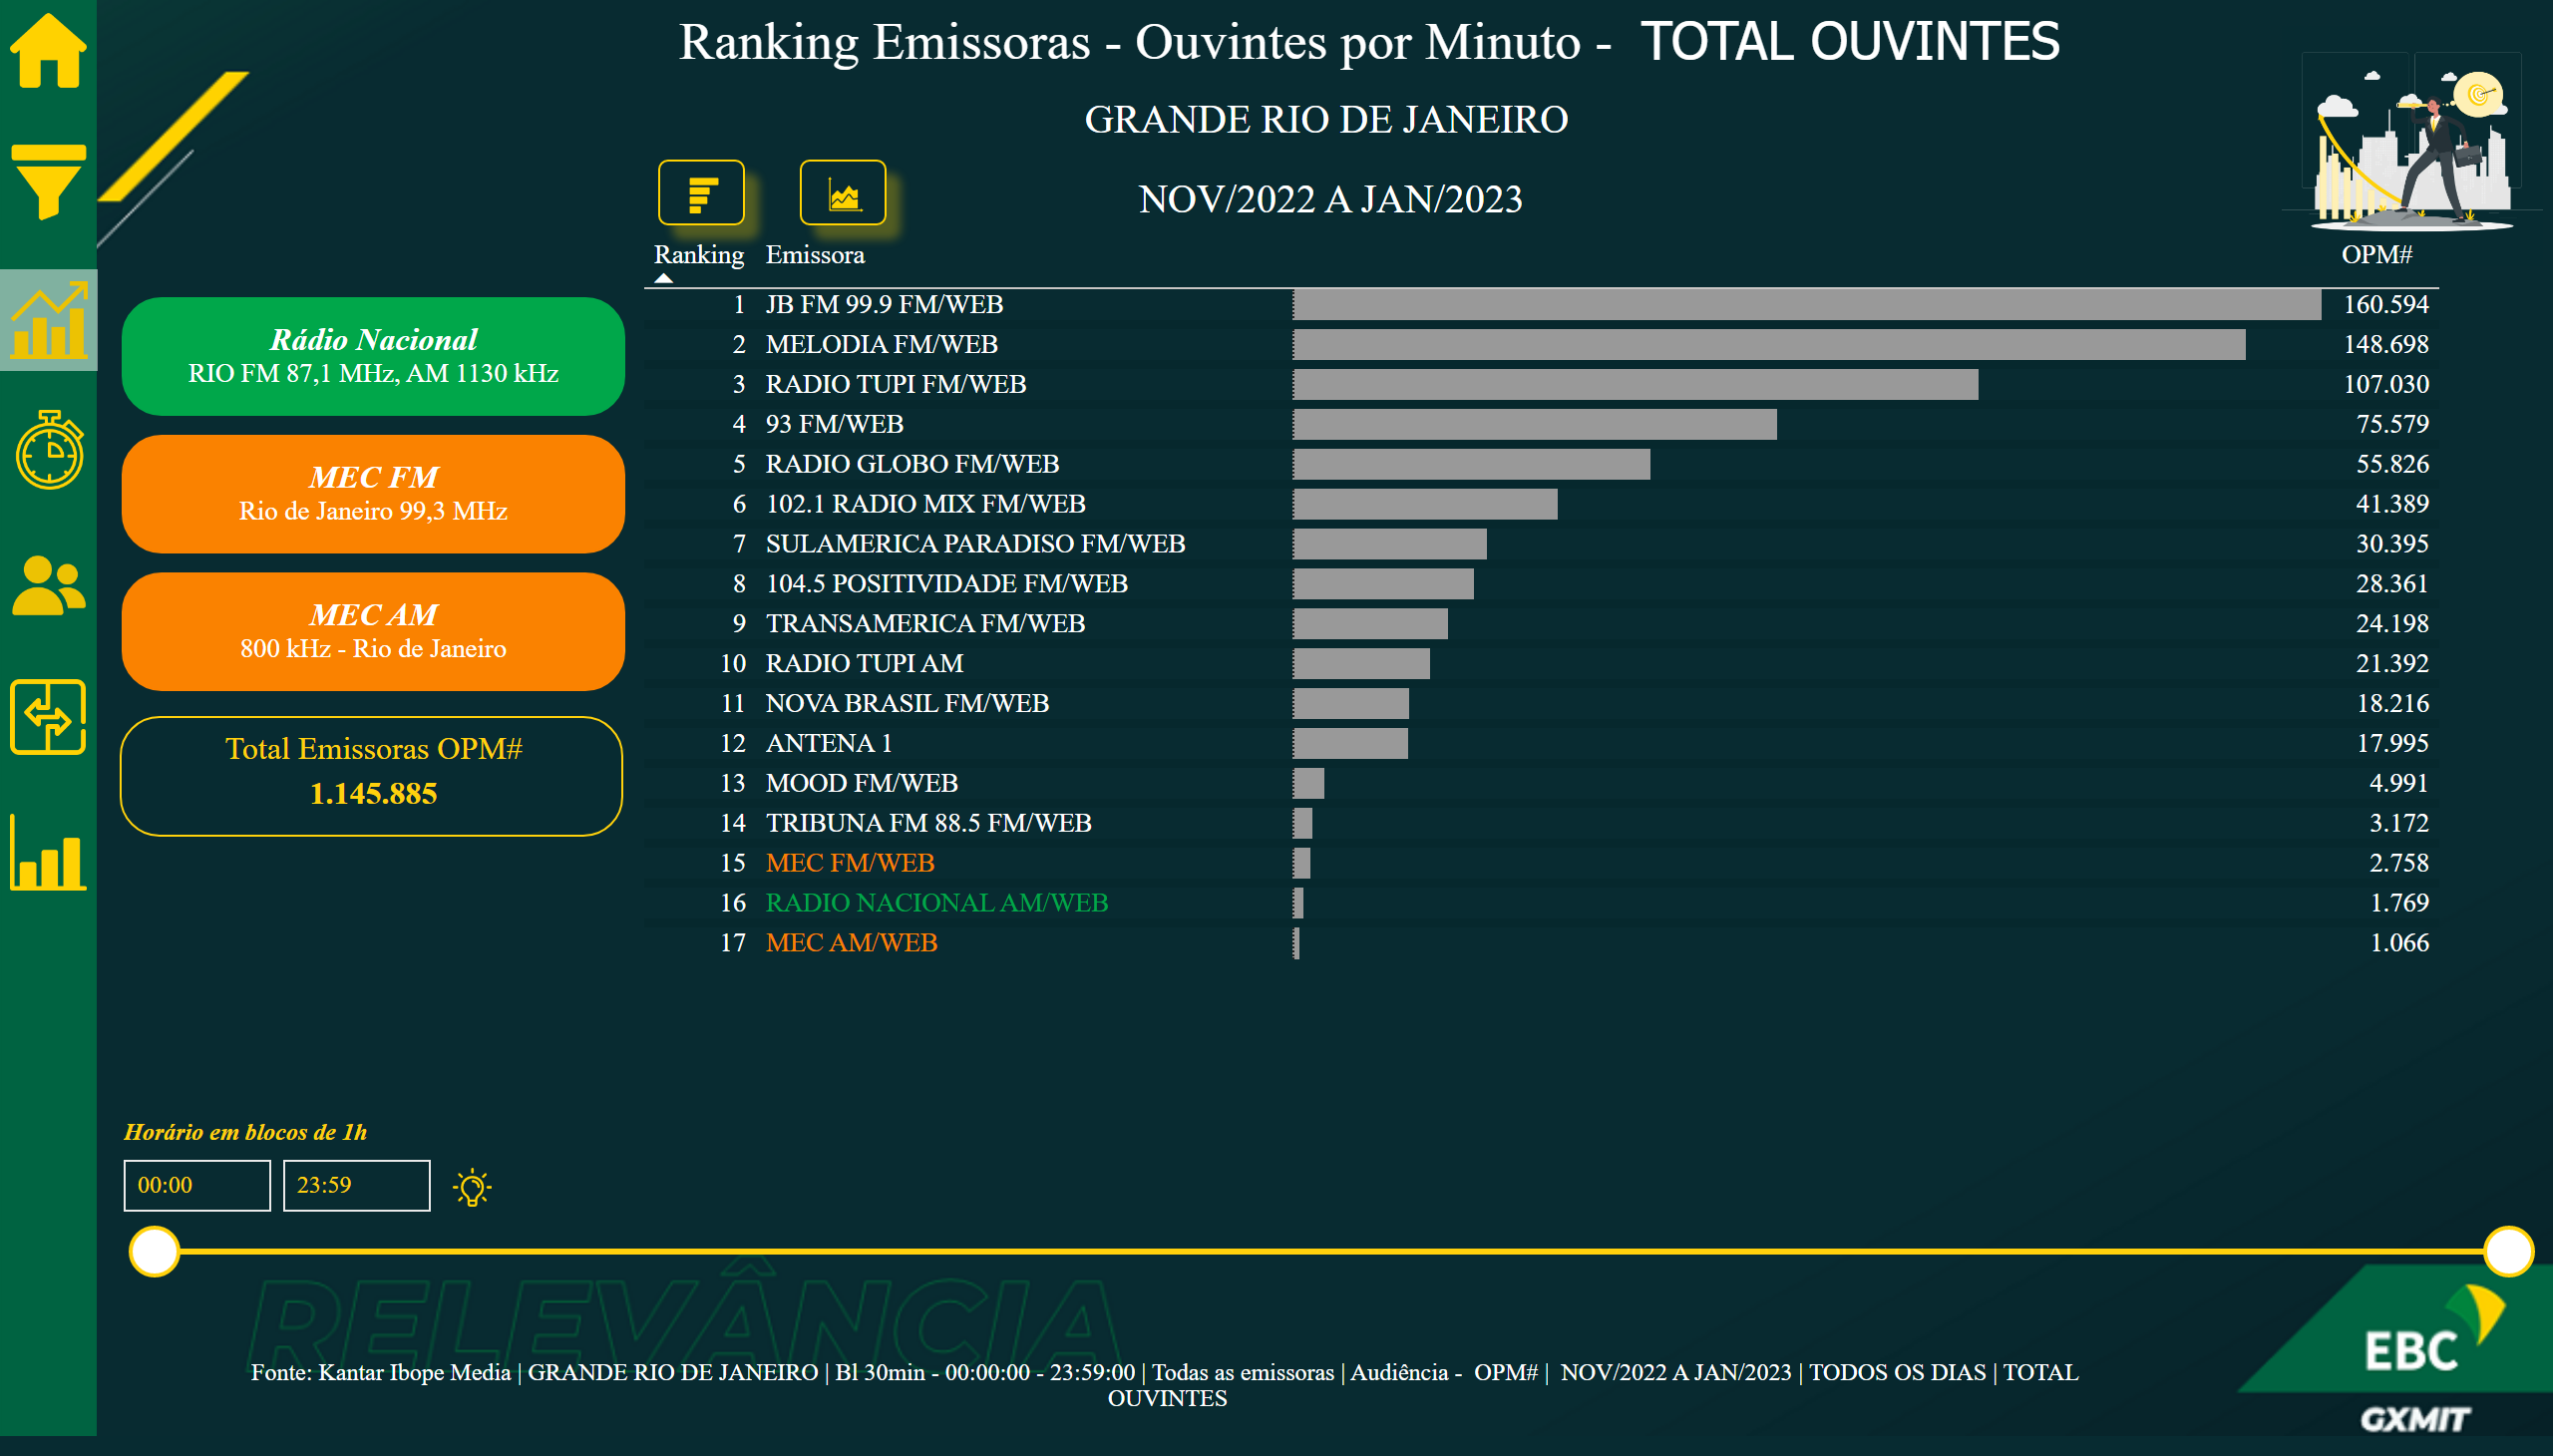 Ranking Emissoras - Ouvintes por Minuto - TOTAL OUVINTES
GRANDE RIO DE JANEIRO
NOV/2022 A JAN/2023
Rádio Nacional
RIO FM 87,1 MHz, AM 1130 kHz
MEC FM
Rio de Janeiro 99,3 MHz
MEC AM
800 kHz - Rio de Janeiro
Total Emissoras OPM#
1.145.885
Ranking Emissora OPM#
1 JB FM 99.9 FM/WEB 160.594
2 MELODIA FM/WEB 148.698
3 RADIO TUPI FM/WEB 107.030
4 93 FM/WEB 75.579
5 RADIO GLOBO FM/WEB 55.826
6 102.1 RADIO MIX FM/WEB 41.389
7 SULAMERICA PARADISO FM/WEB 30.395
8 104.5 POSITIVIDADE FM/WEB 28.361
9 TRANSAMERICA FM/WEB 24.198
10 RADIO TUPI AM 21.392
11 NOVA BRASIL FM/WEB 18.216
12 ANTENA 1 17.995
13 MOOD FM/WEB 4.991
14 TRIBUNA FM 88.5 FM/WEB 3.172
15 MEC FM/WEB 2.758
16 RADIO NACIONAL AM/WEB 1.769
17 MEC AM/WEB 1.066
Horário em blocos de 1h
00:00 23:59
RELEVÂNCIA
Fonte: Kantar Ibope Media | GRANDE RIO DE JANEIRO | Bl 30min - 00:00:00 - 23:59:00 | Todas as emissoras | Audiência - OPM# | NOV/2022 A JAN/2023 | TODOS OS DIAS | TOTAL
OUVINTES
EBC
GXMIT